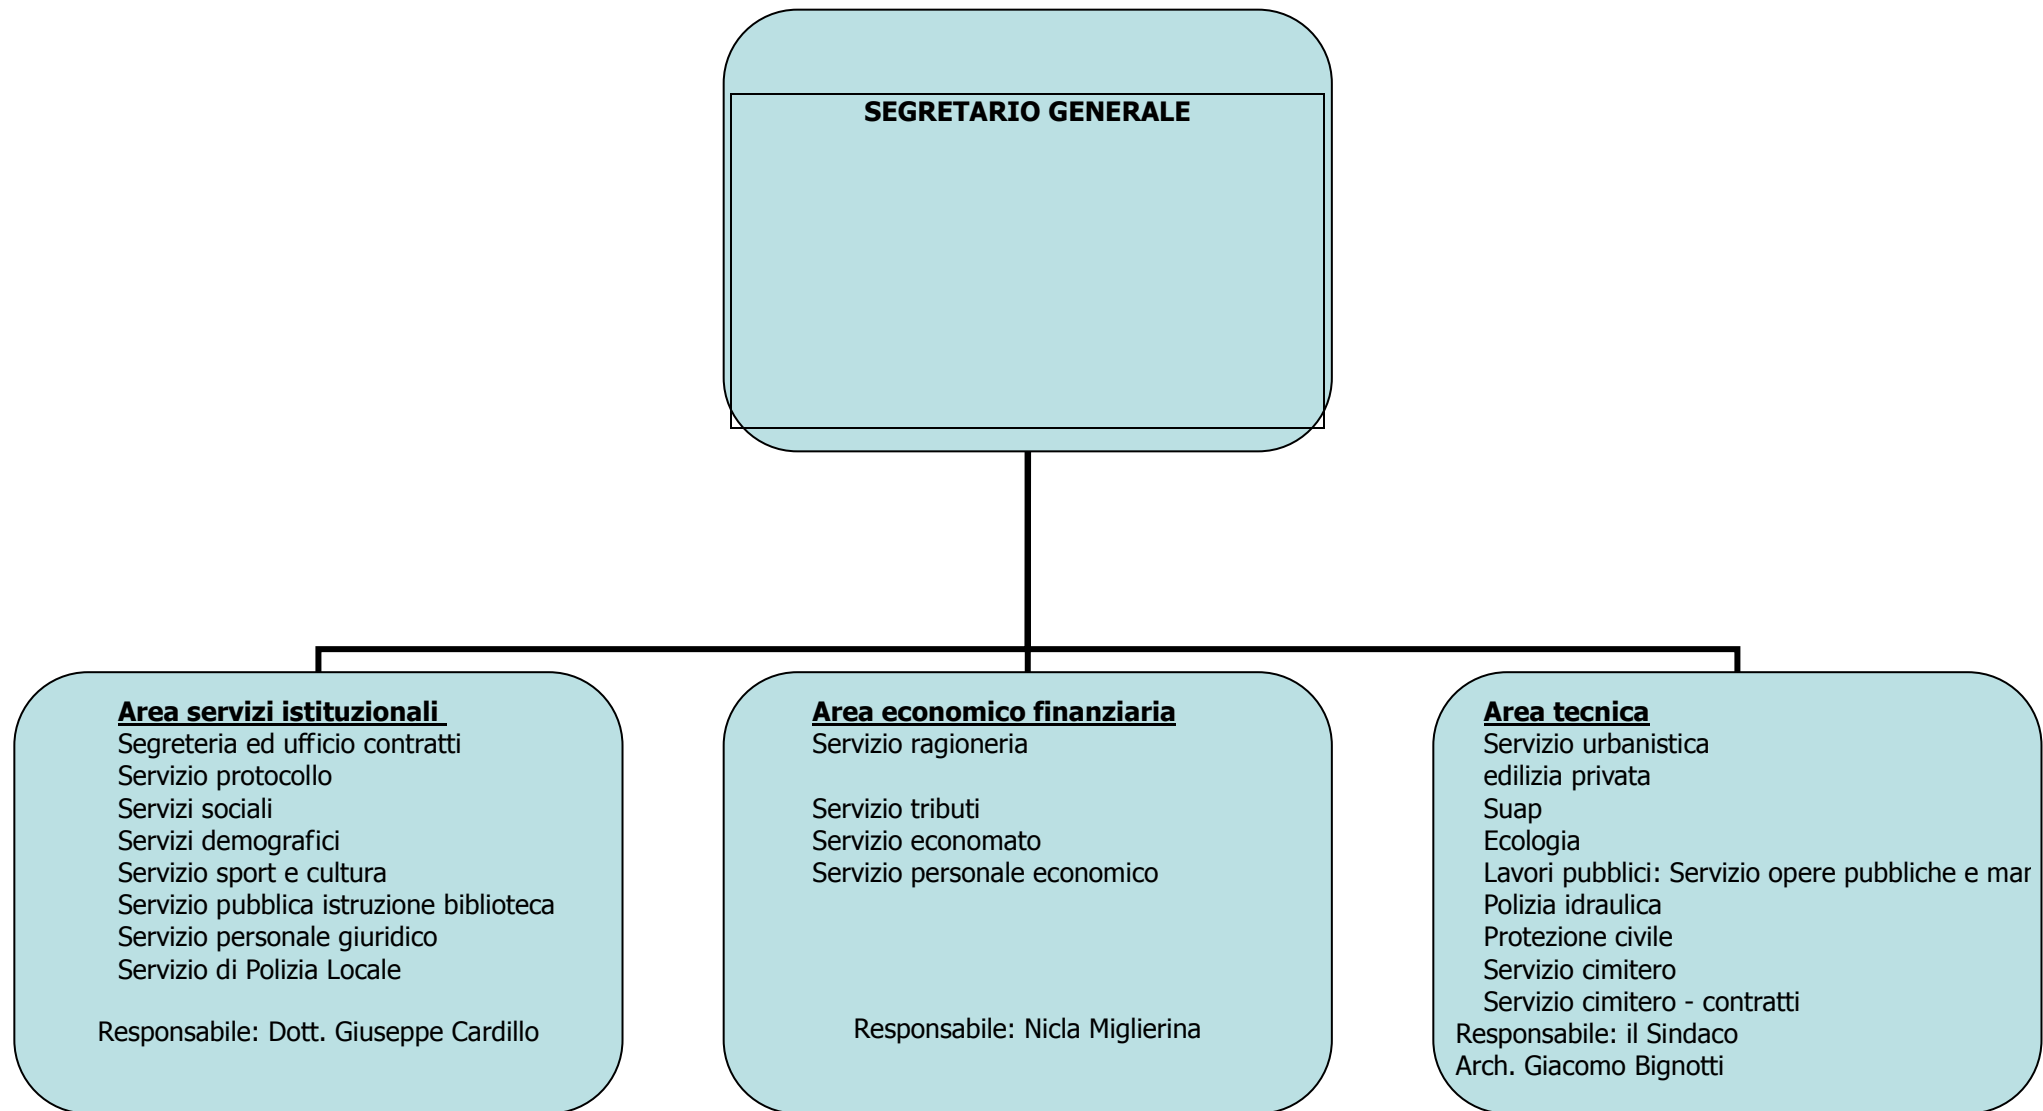 SEGRETARIO GENERALE
Area servizi istituzionali
Segreteria ed ufficio contratti
Servizio protocollo
Servizi sociali
Servizi demografici
Servizio sport e cultura
Servizio pubblica istruzione biblioteca
Servizio personale giuridico
Servizio di Polizia Locale
Responsabile: Dott. Giuseppe Cardillo
Area economico finanziaria
Servizio ragioneria
Servizio tributi
Servizio economato
Servizio personale economico
Responsabile: Nicla Miglierina
Area tecnica
Servizio urbanistica
edilizia privata
Suap
Ecologia
Lavori pubblici: Servizio opere pubbliche e
Polizia idraulica
Protezione civile
Servizio cimitero
Servizio cimitero - contratti
Responsabile: il Sindaco
Arch. Giacomo Bignotti